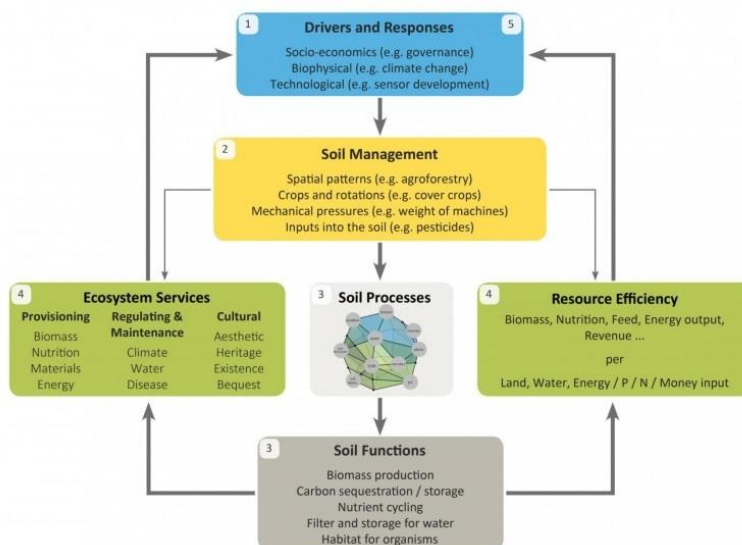 1
Drivers and Responses
5
Socio-economics (e.g. governance)
Biophysical (e.g. climate change)
Technological (e.g. sensor development)
2
Soil Management
Spatial patterns (e.g. agroforestry)
Crops and rotations (e.g. cover crops)
Mechanical pressures (e.g. weight of machines)
Inputs into the soil (e.g. pesticides)
4
Ecosystem Services
Provisioning
Biomass
Nutrition
Materials
Energy
Regulating &
Maintenance
Climate
Water
Disease
Cultural
Aesthetic
Heritage
Existence
Bequest
3
Soil Processes
4
Resource Efficiency
Biomass, Nutrition, Feed, Energy output,
Revenue ...
per
Land, Water, Energy / P / N / Money input
3
Soil Functions
Biomass production
Carbon sequestration / storage
Nutrient cycling
Filter and storage for water
Habitat for organisms